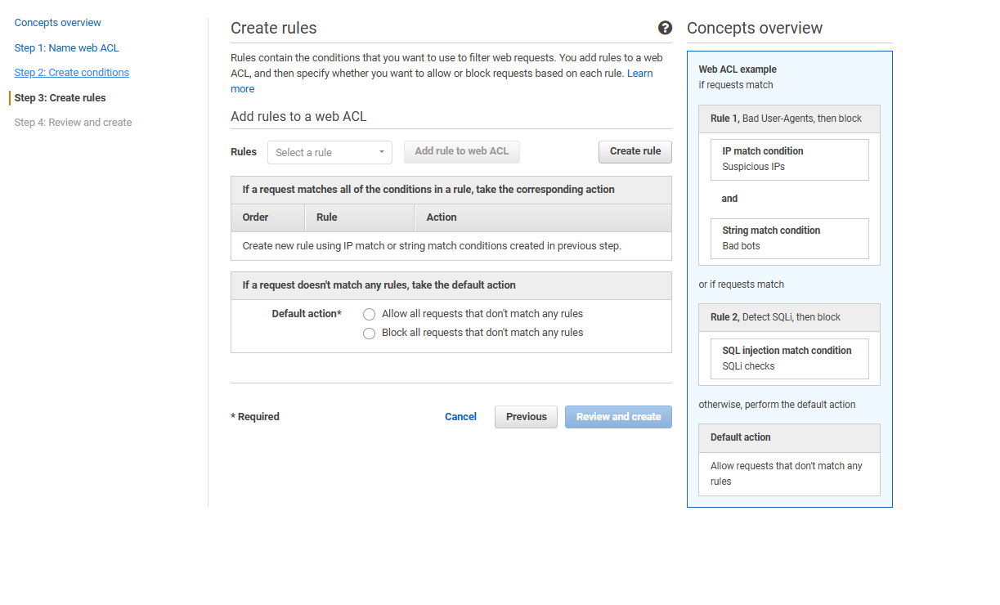 Concepts overview
Step 1: Name web ACL
Step 2: Create conditions
Step 3: Create rules
Step 4: Review and create
Create rules
?
Rules contain the conditions that you want to use to filter web requests. You add rules to a web
ACL, and then specify whether you want to allow or block requests based on each rule. Learn
more
Add rules to a web ACL
Rules Select a rule Add rule to web ACL Create rule
If a request matches all of the conditions in a rule, take the corresponding action
Order Rule Action
Create new rule using IP match or string match conditions created in previous step.
If a request doesn't match any rules, take the default action
Default action* Allow all requests that don't match any rules
Block all requests that don't match any rules
* Required Cancel Previous Review and create
Concepts overview
Web ACL example
if requests match
Rule 1, Bad User-Agents, then block
IP match condition
Suspicious IPs
and
String match condition
Bad bots
or if requests match
Rule 2, Detect SQLi, then block
SQL injection match condition
SQLi checks
otherwise, perform the default action
Default action
Allow requests that don't match any
rules